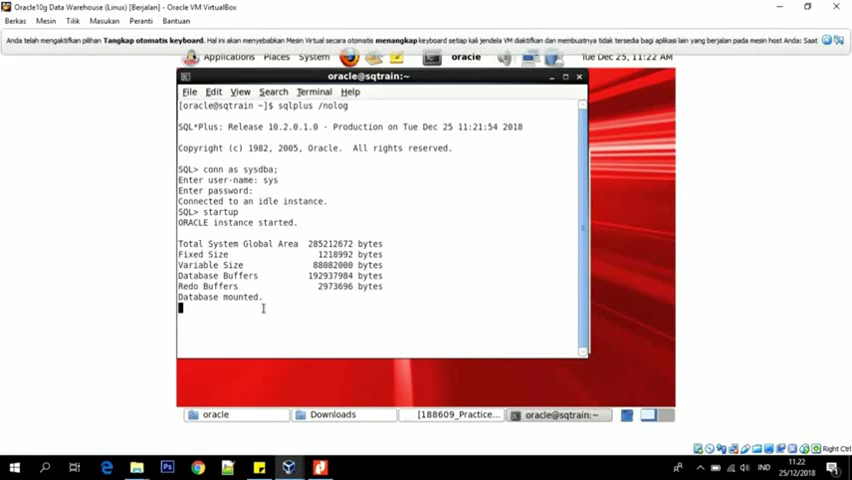 Oracle10g Data Warehouse (Linux) [Berjalan] - Oracle VM VirtualBox
Berkas Mesin Tilik Masukan Peranti Bantuan
Anda telah mengaktifkan pilihan Tangkap otomatis keyboard. Hal ini akan menyebabkan Mesin Virtual secara otomatis menangkap keyboard setiap kali jendela VM diaktifkan dan membuatnya tidak tersedia bagi aplikasi lain yang berjalan pada mesin host Anda: Saat
Applications Places System oracle Tue Dec 25, 11:22 AM
oracle@sqtrain:~
File Edit View Search Terminal Help
[oracle@sqtrain ~]$ sqlplus /nolog
SQL*Plus: Release 10.2.0.1.0 - Production on Tue Dec 25 11:21:54 2018
Copyright (c) 1982, 2005, Oracle. All rights reserved.
SQL> conn as sysdba;
Enter user-name: sys
Enter password:
Connected to an idle instance.
SQL> startup
ORACLE instance started.
Total System Global Area 285212672 bytes
Fixed Size 1218992 bytes
Variable Size 88082000 bytes
Database Buffers 192937984 bytes
Redo Buffers 2973696 bytes
Database mounted.
oracle Downloads [188609_Practice... oracle@sqtrain:~
Right Ctrl
IND 11.22
25/12/2018